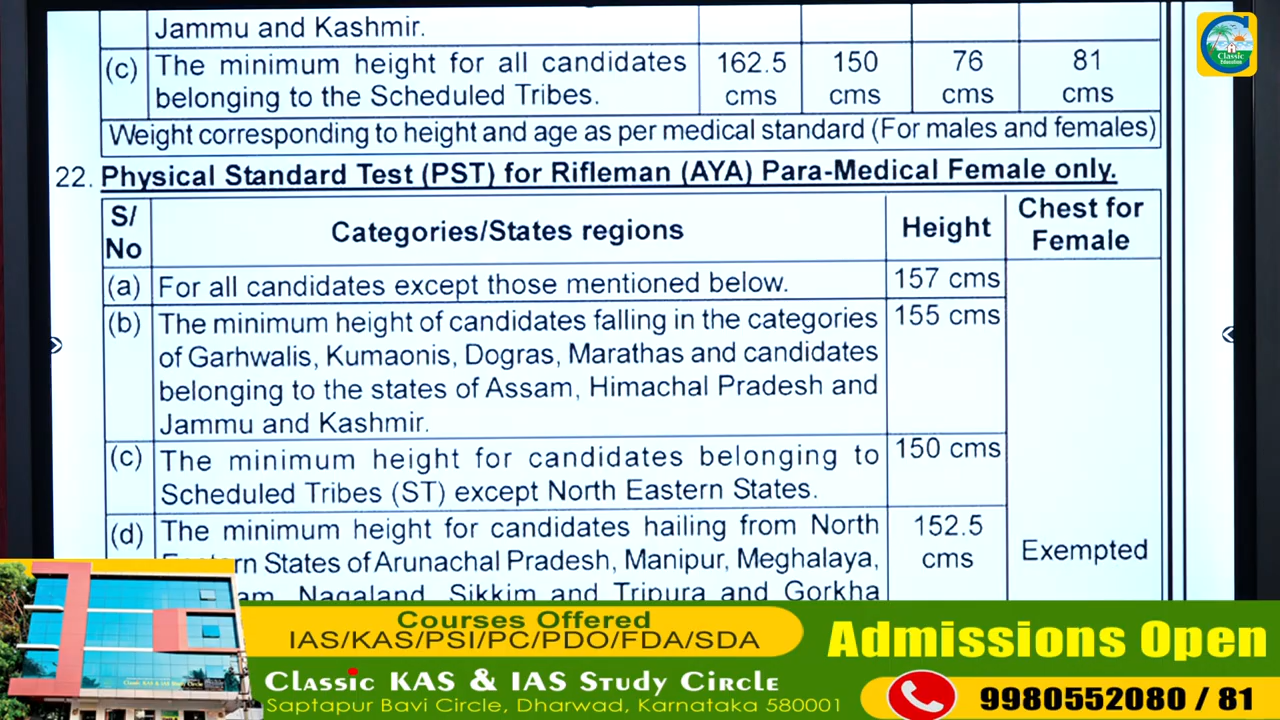 Jammu and Kashmir.
(c) The minimum height for all candidates 162.5 150 76 81
belonging to the Scheduled Tribes. cms cms cms cms
Weight corresponding to height and age as per medical standard (For males and females)
22. Physical Standard Test (PST) for Rifleman (AYA) Para-Medical Female only.
S/ No Categories/States regions Height Chest for Female
(a) For all candidates except those mentioned below. 157 cms
(b) The minimum height of candidates falling in the categories 155 cms
of Garhwalis, Kumaonis, Dogras, Marathas and candidates
belonging to the states of Assam, Himachal Pradesh and
Jammu and Kashmir.
(c) The minimum height for candidates belonging to 150 cms
Scheduled Tribes (ST) except North Eastern States.
(d) The minimum height for candidates hailing from North 152.5
States of Arunachal Pradesh, Manipur, Meghalaya, cms Exempted
Nagaland, Sikkim and Tripura and Gorkha
Classic
Education
Courses Offered
IAS/KAS/PSI/PC/PDO/FDA/SDA
Classic KAS & IAS Study Circle
Saptapur Bavi Circle, Dharwad, Karnataka 580001
Admissions Open
9980552080 / 81
Classic KAS & IAS Study Circle